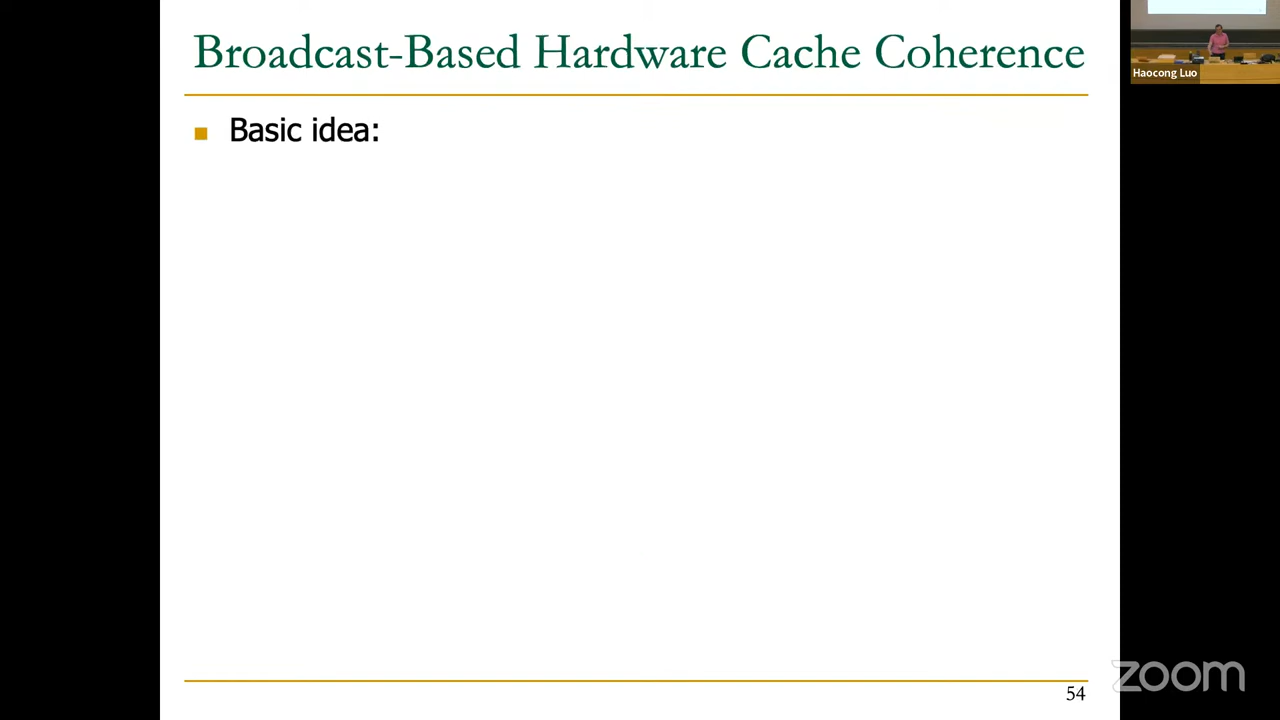 Broadcast-Based Hardware Cache Coherence
Haocong Luo
Basic idea:
54
zoom